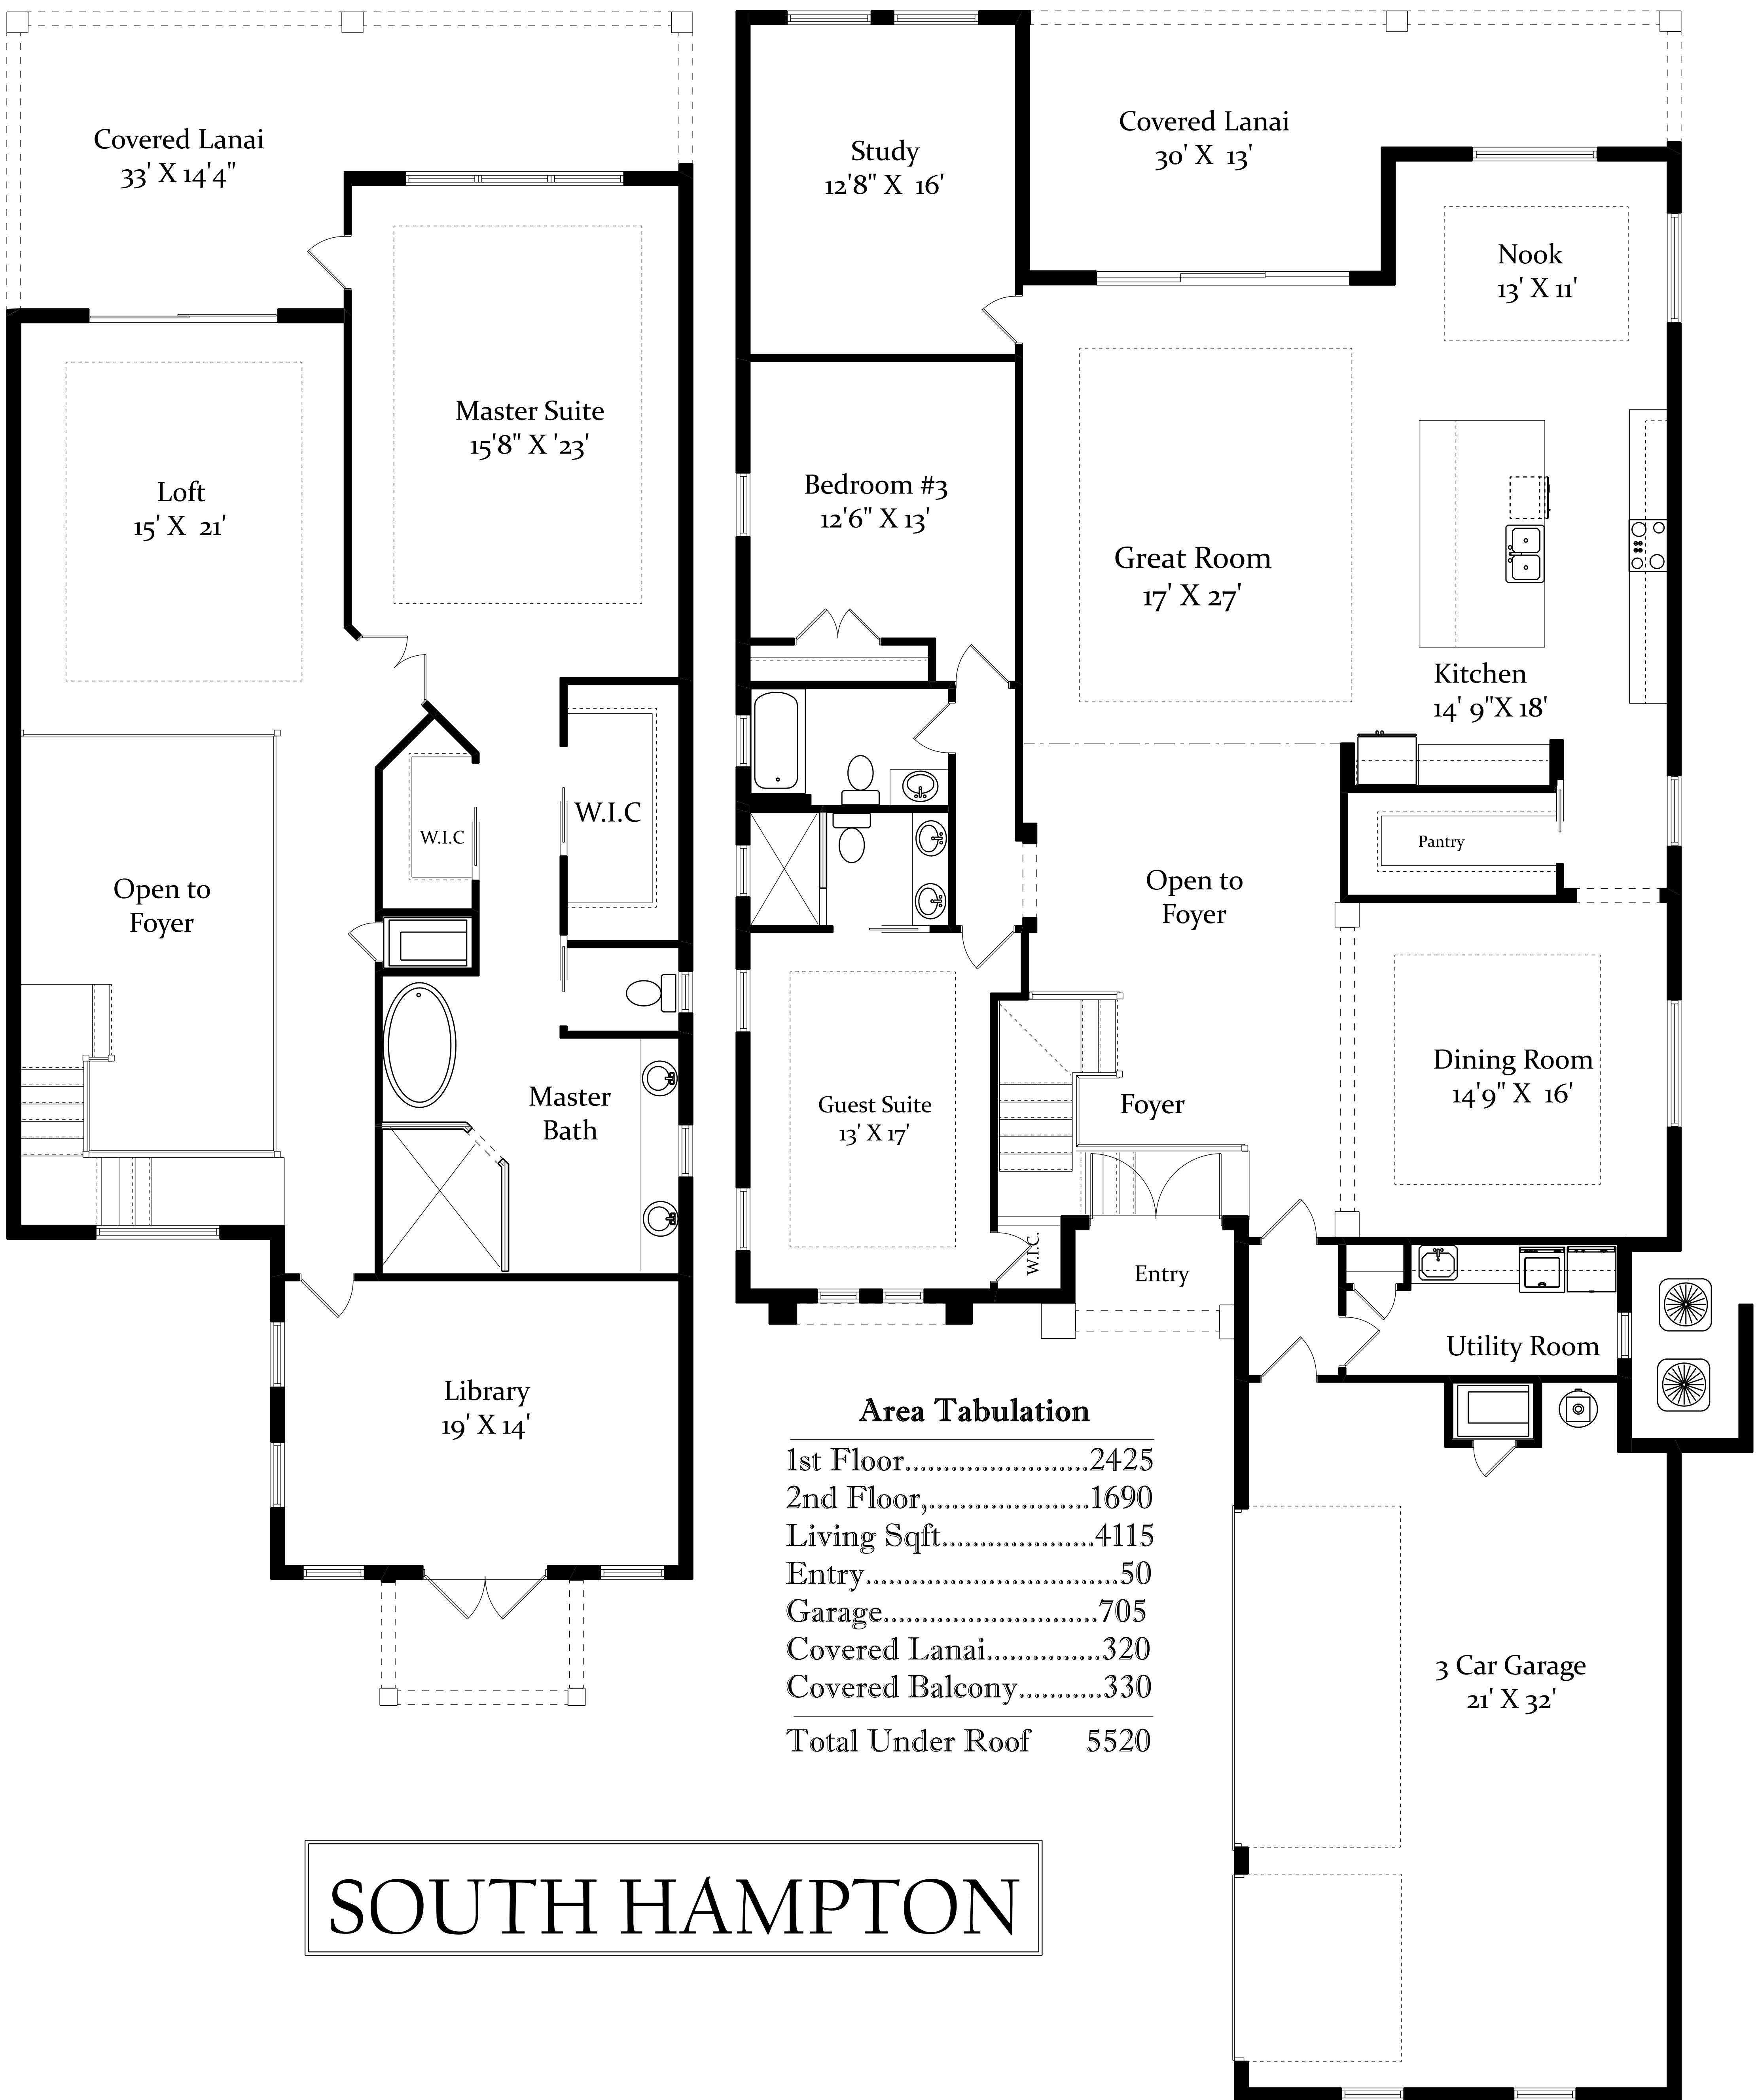 Covered Lanai
33' X 14'4"
Master Suite
15'8" X '23'
Loft
15' X 21'
W.I.C
W.I.C
Open to
Foyer
Master
Bath
Library
19' X 14'
Study
12'8" X 16'
Covered Lanai
30' X 13'
Nook
13' X 11'
Bedroom #3
12'6" X 13'
Great Room
17' X 27'
Kitchen
14' 9"X 18'
Pantry
Open to
Foyer
Dining Room
14'9" X 16'
Guest Suite
13' X 17'
Foyer
W.I.C.
Entry
Utility Room
3 Car Garage
21' X 32'
Area Tabulation
1st Floor........................2425
2nd Floor,.....................1690
Living Sqft....................4115
Entry.................................50
Garage............................705
Covered Lanai...............320
Covered Balcony...........330
Total Under Roof 5520
SOUTH HAMPTON